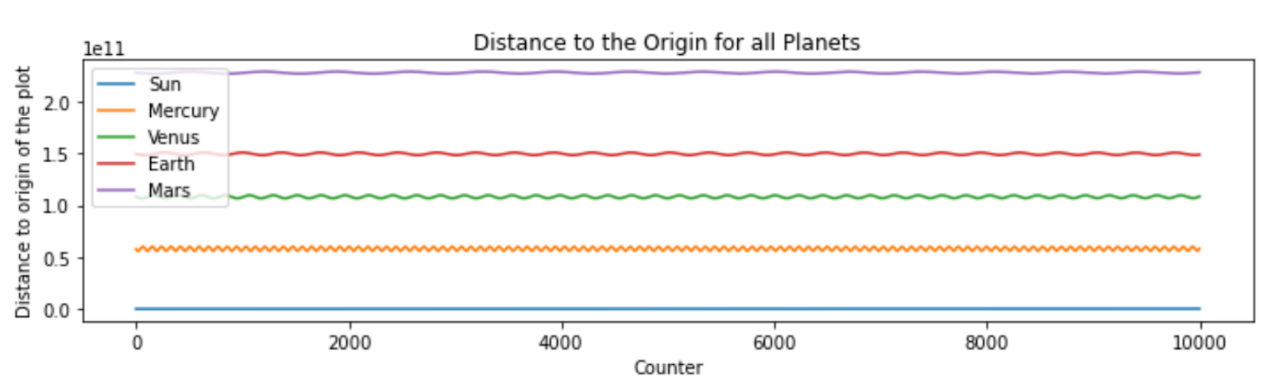 Distance to the Origin for all Planets
1e11
Distance to origin of the plot
2.0
1.5
1.0
0.5
0.0
Sun
Mercury
Venus
Earth
Mars
0 2000 4000 6000 8000 10000
Counter